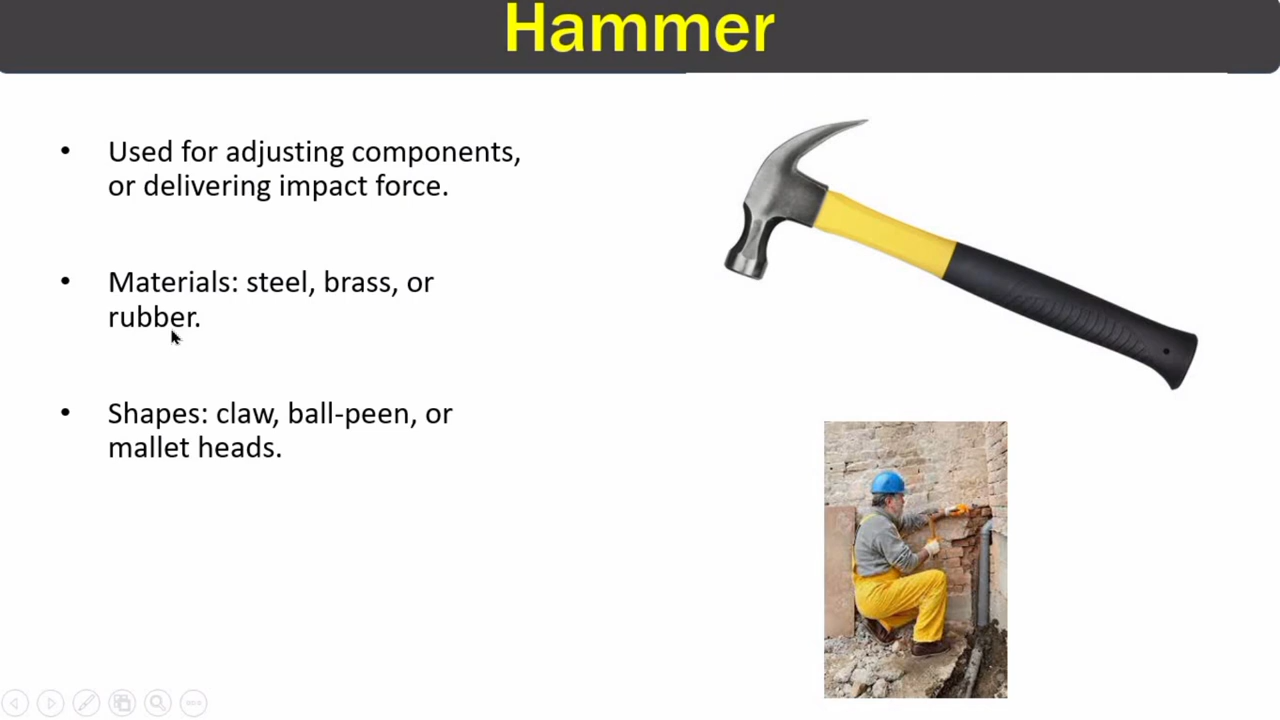 Hammer
• Used for adjusting components,
or delivering impact force.
• Materials: steel, brass, or
rubber.
• Shapes: claw, ball-peen, or
mallet heads.